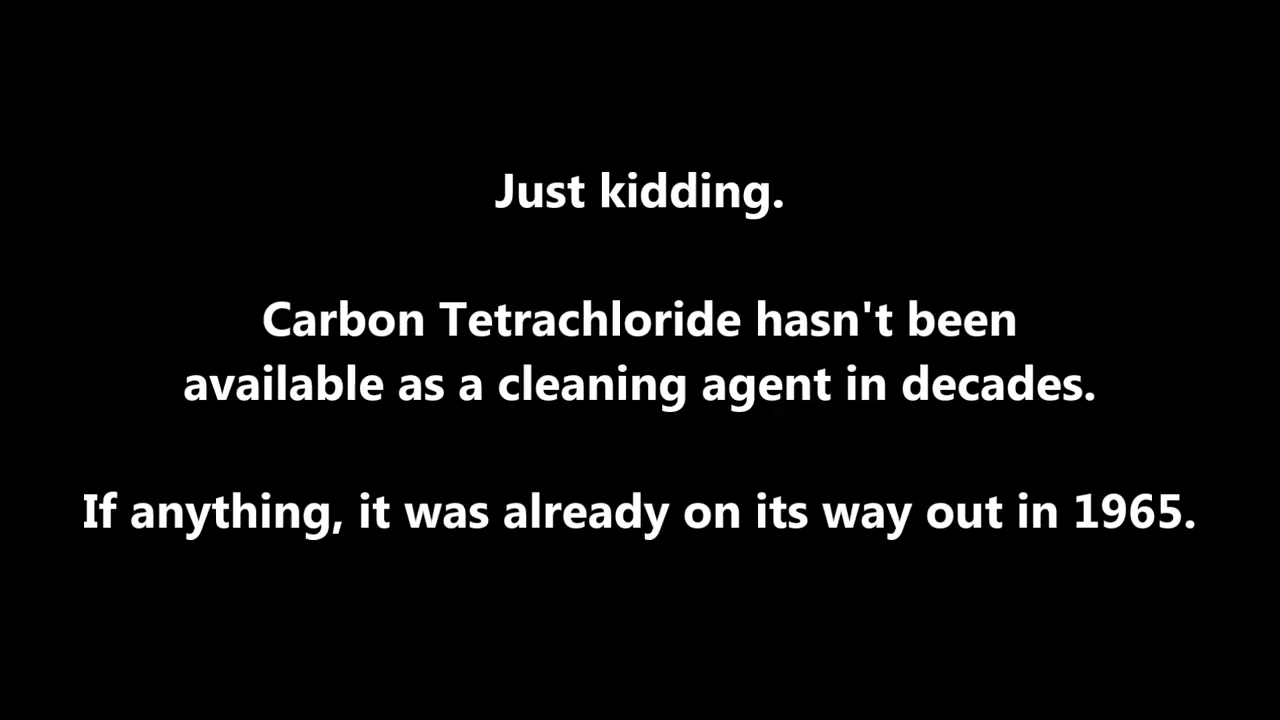 Just kidding.
Carbon Tetrachloride hasn't been
available as a cleaning agent in decades.
If anything, it was already on its way out in 1965.